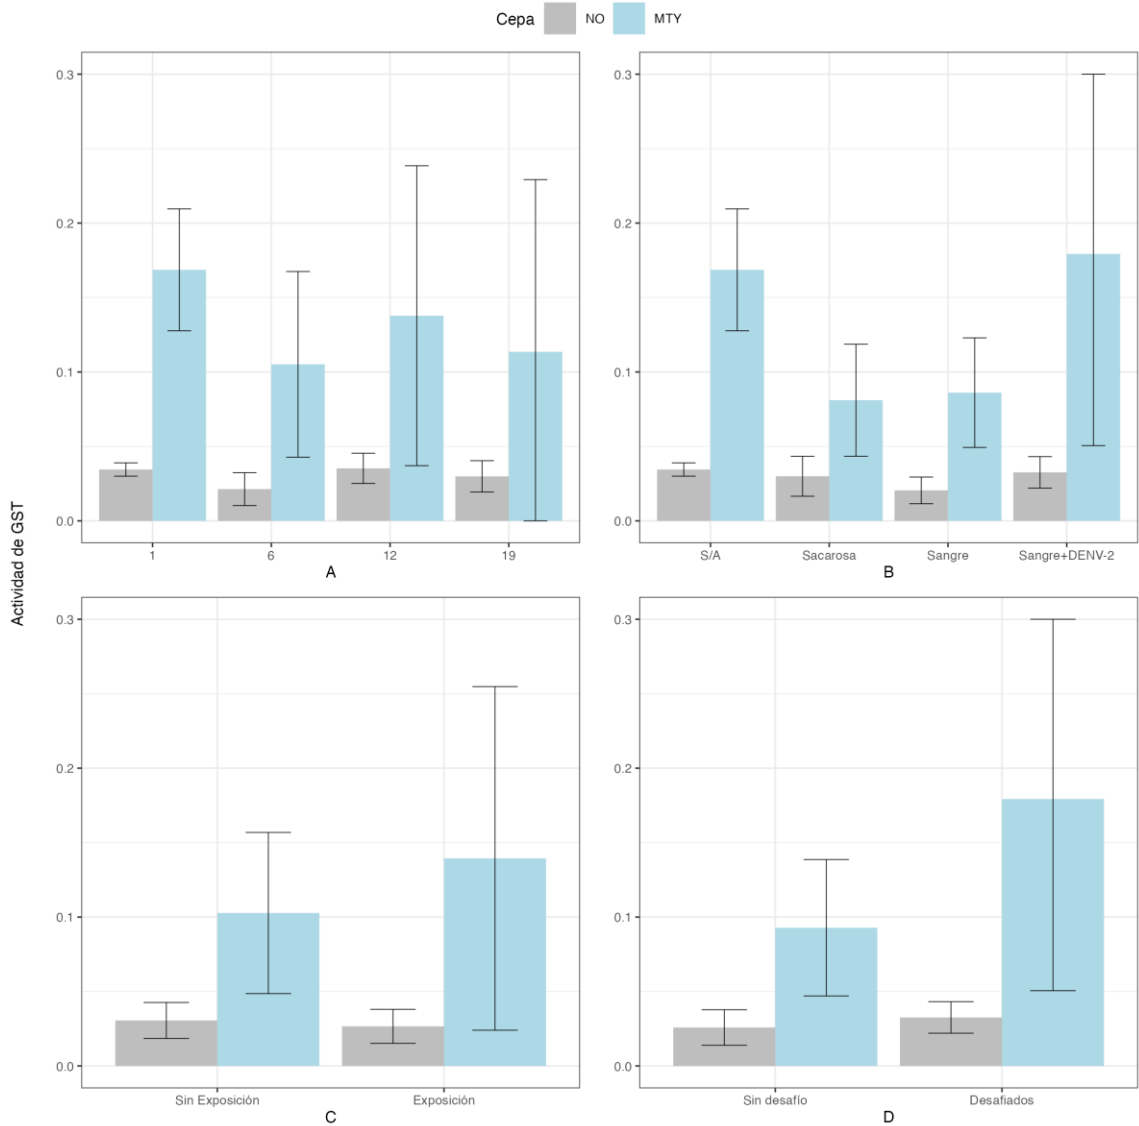 Cepa NO MTY
Actividad de GST
0.3
0.2
0.1
0.0
1 6 12 19
A
0.3
0.2
0.1
0.0
S/A Sacarosa Sangre Sangre+DENV-2
B
0.3
0.2
0.1
0.0
Sin Exposición Exposición
C
0.3
0.2
0.1
0.0
Sin desafío Desafiados
D